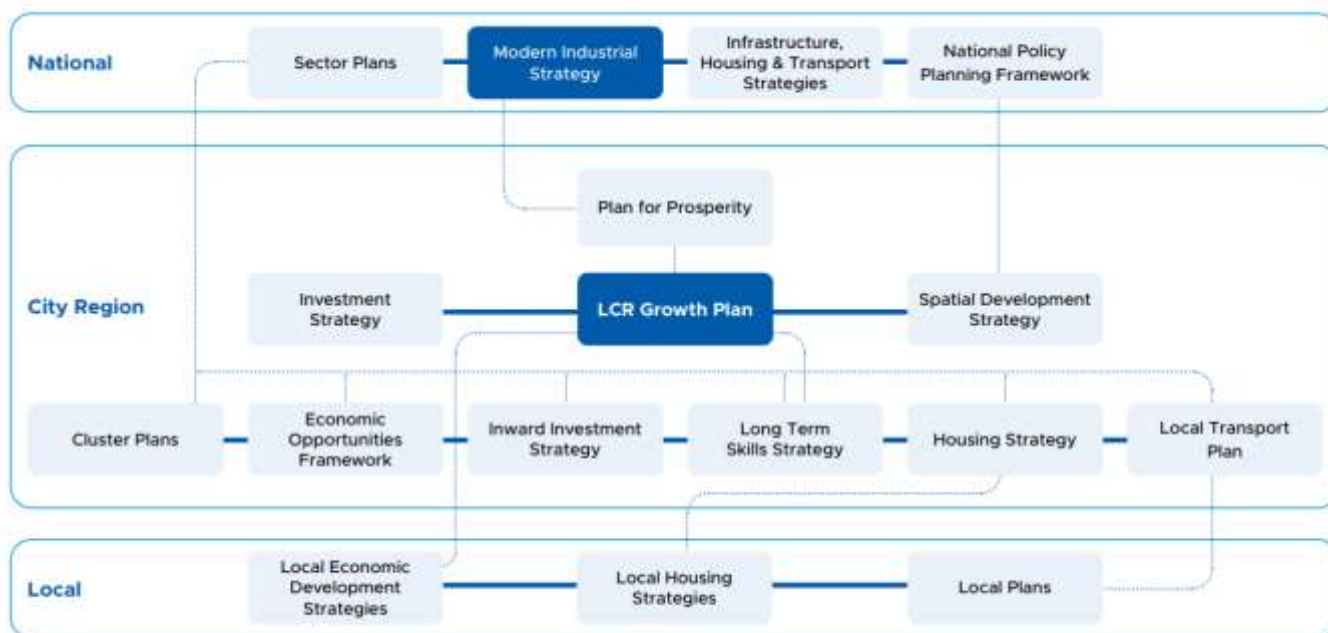 National
Sector Plans
Modern Industrial
Strategy
Infrastructure,
Housing & Transport
Strategies
National Policy
Planning Framework
City Region
Plan for Prosperity
Investment
Strategy
LCR Growth Plan
Spatial Development
Strategy
Cluster Plans
Economic
Opportunities
Framework
Inward Investment
Strategy
Long Term
Skills Strategy
Housing Strategy
Local Transport
Plan
Local
Local Economic
Development
Strategies
Local Housing
Strategies
Local Plans